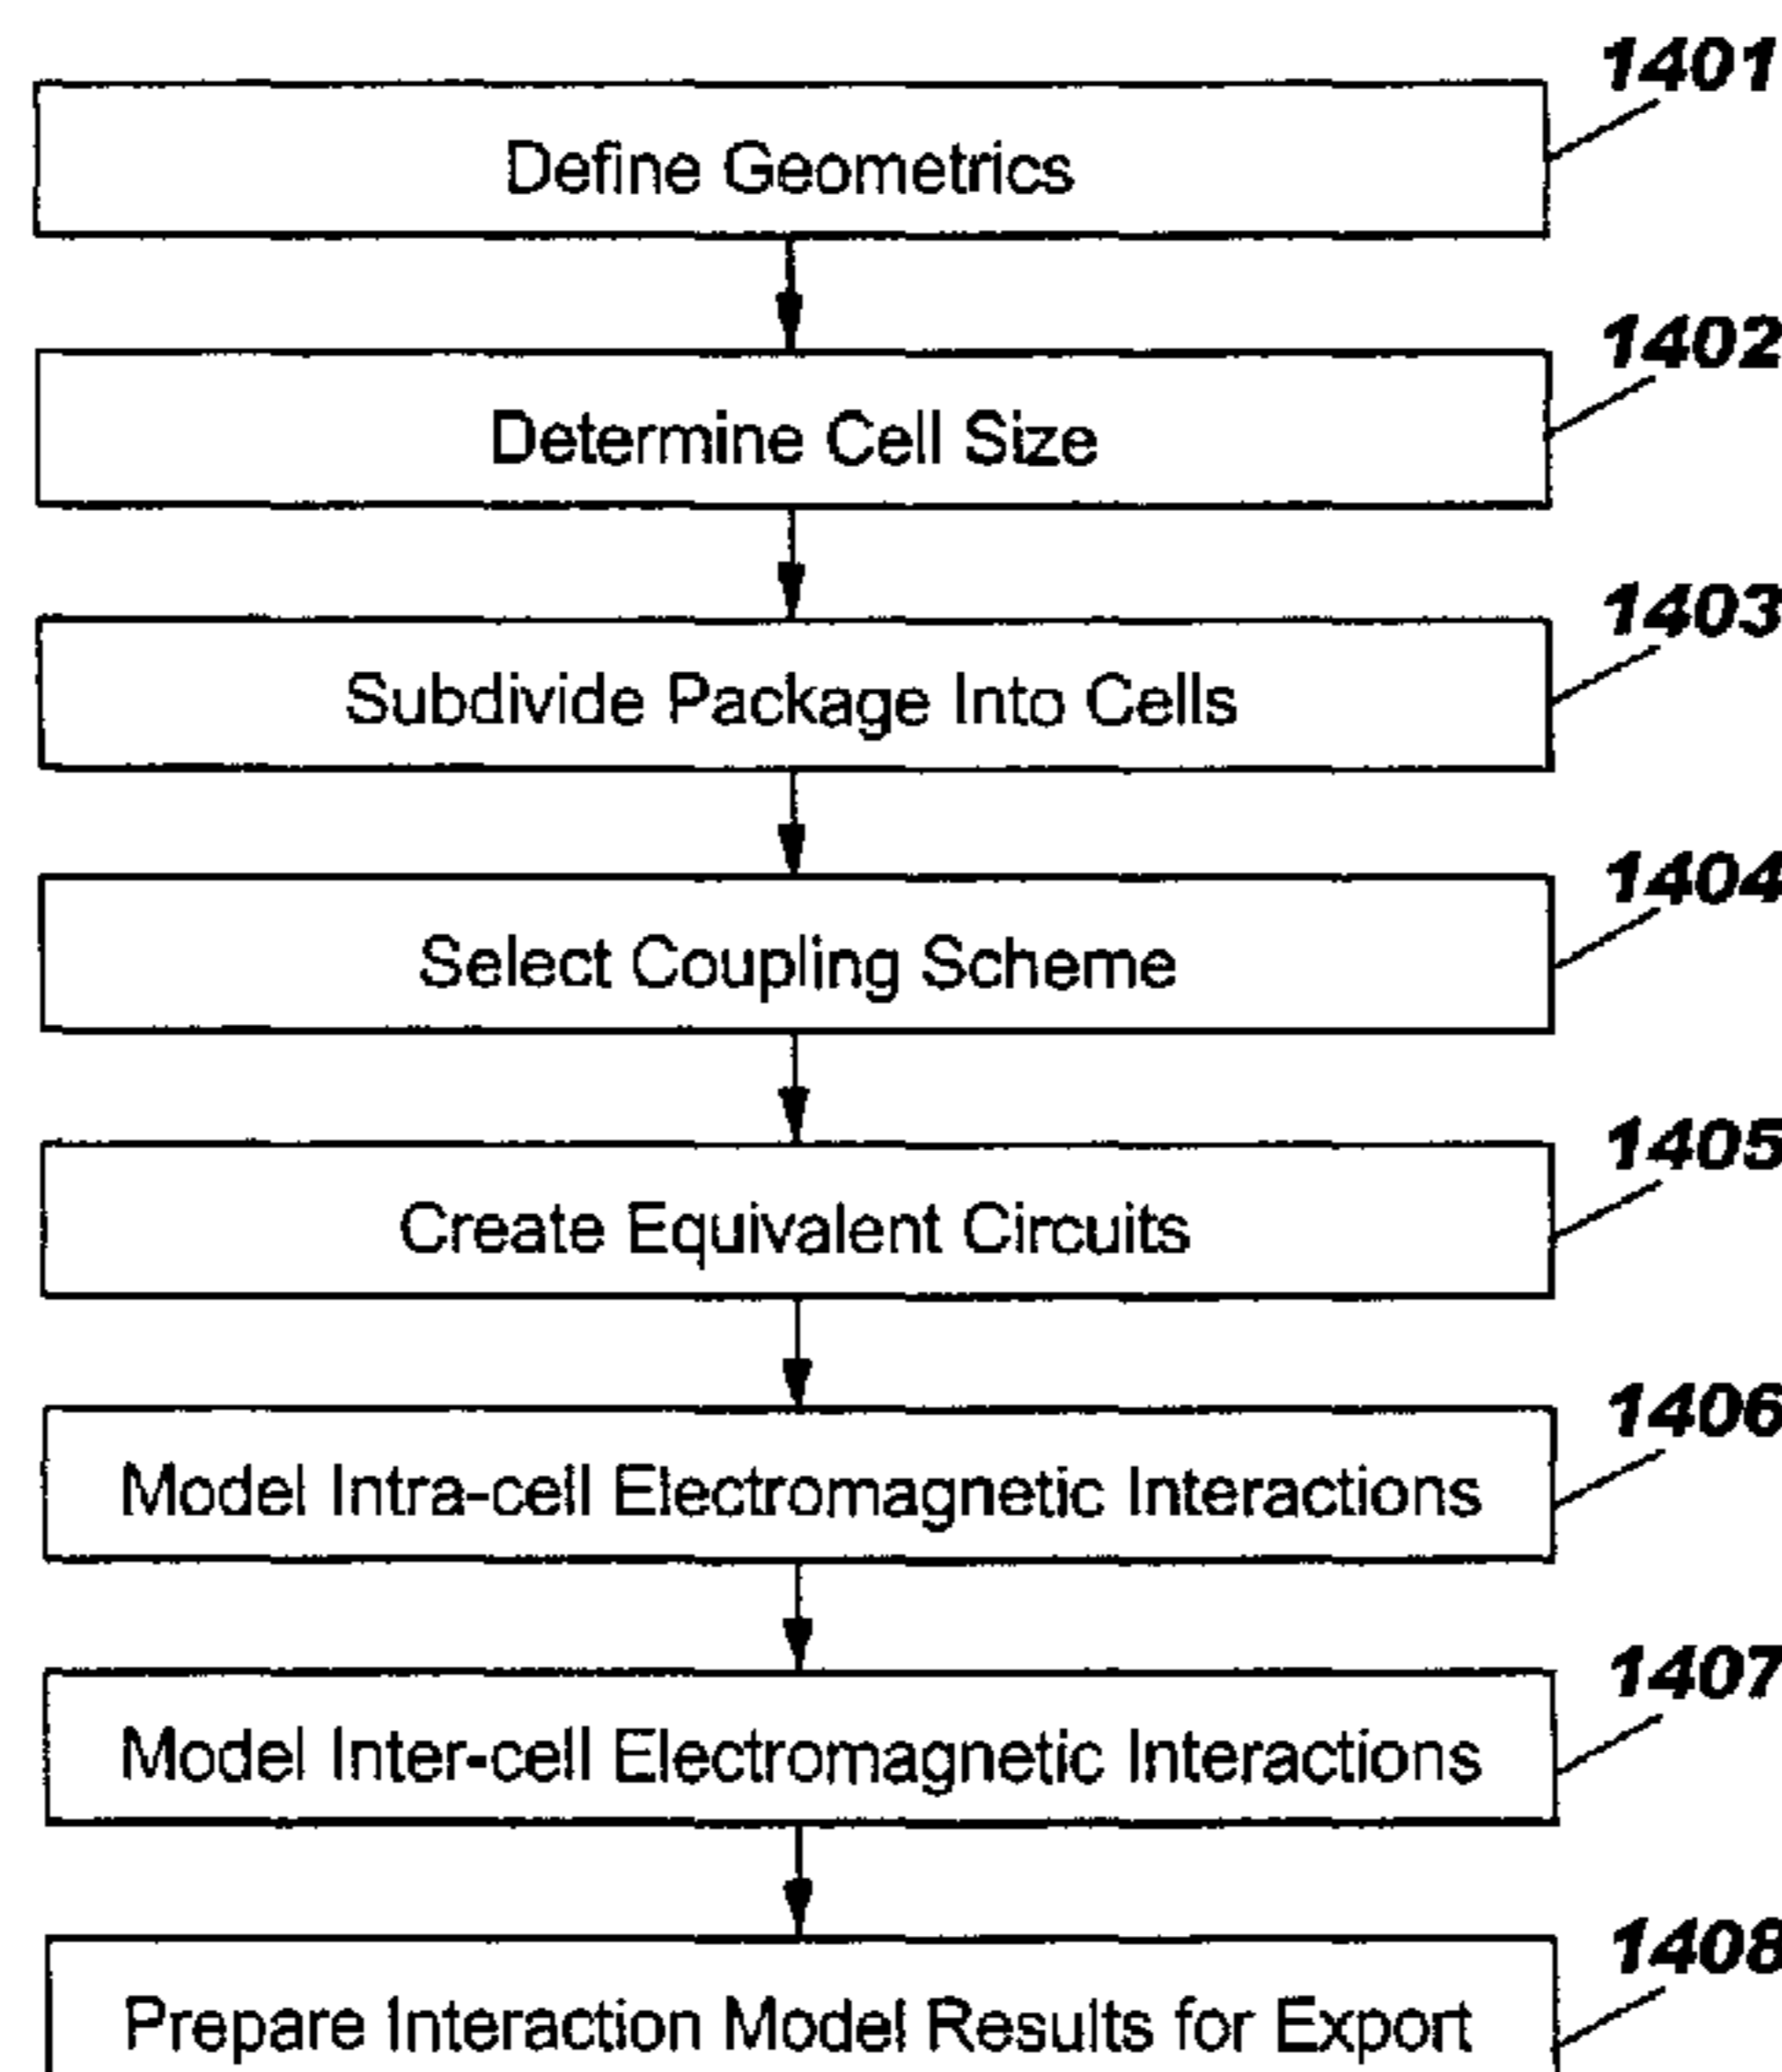 1401
Define Geometrics
1402
Determine Cell Size
1403
Subdivide Package Into Cells
1404
Select Coupling Scheme
1405
Create Equivalent Circuits
1406
Model Intra-cell Electromagnetic Interactions
1407
Model Inter-cell Electromagnetic Interactions
1408
Prepare Interaction Model Results for Export